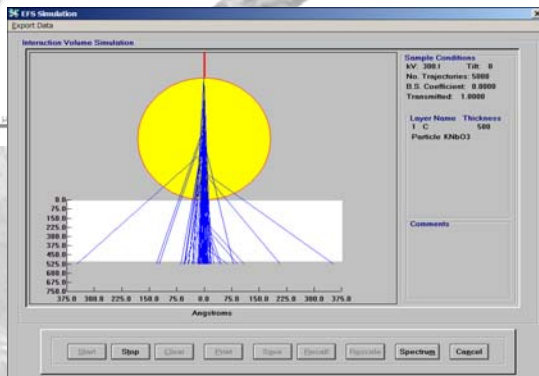 EFS Simulation
Export Data
Interaction Volume Simulation
Sample Conditions
kV: 300.0 Tilt: 0
No. Trajectories: 5000
B.S. Coefficient: 0.0000
Transmitted: 1.0000
Layer Name Thickness
1 C 500
Particle KNbO3
Comments
0.0
75.0
150.0
225.0
300.0
375.0
450.0
525.0
600.0
675.0
750.0
375.0 300.0 225.0 150.0 75.0 0.0 75.0 150.0 225.0 300.0 375.0
Angstroms
Start Stop Clear Print Save Recall Recode Spectrum Cancel